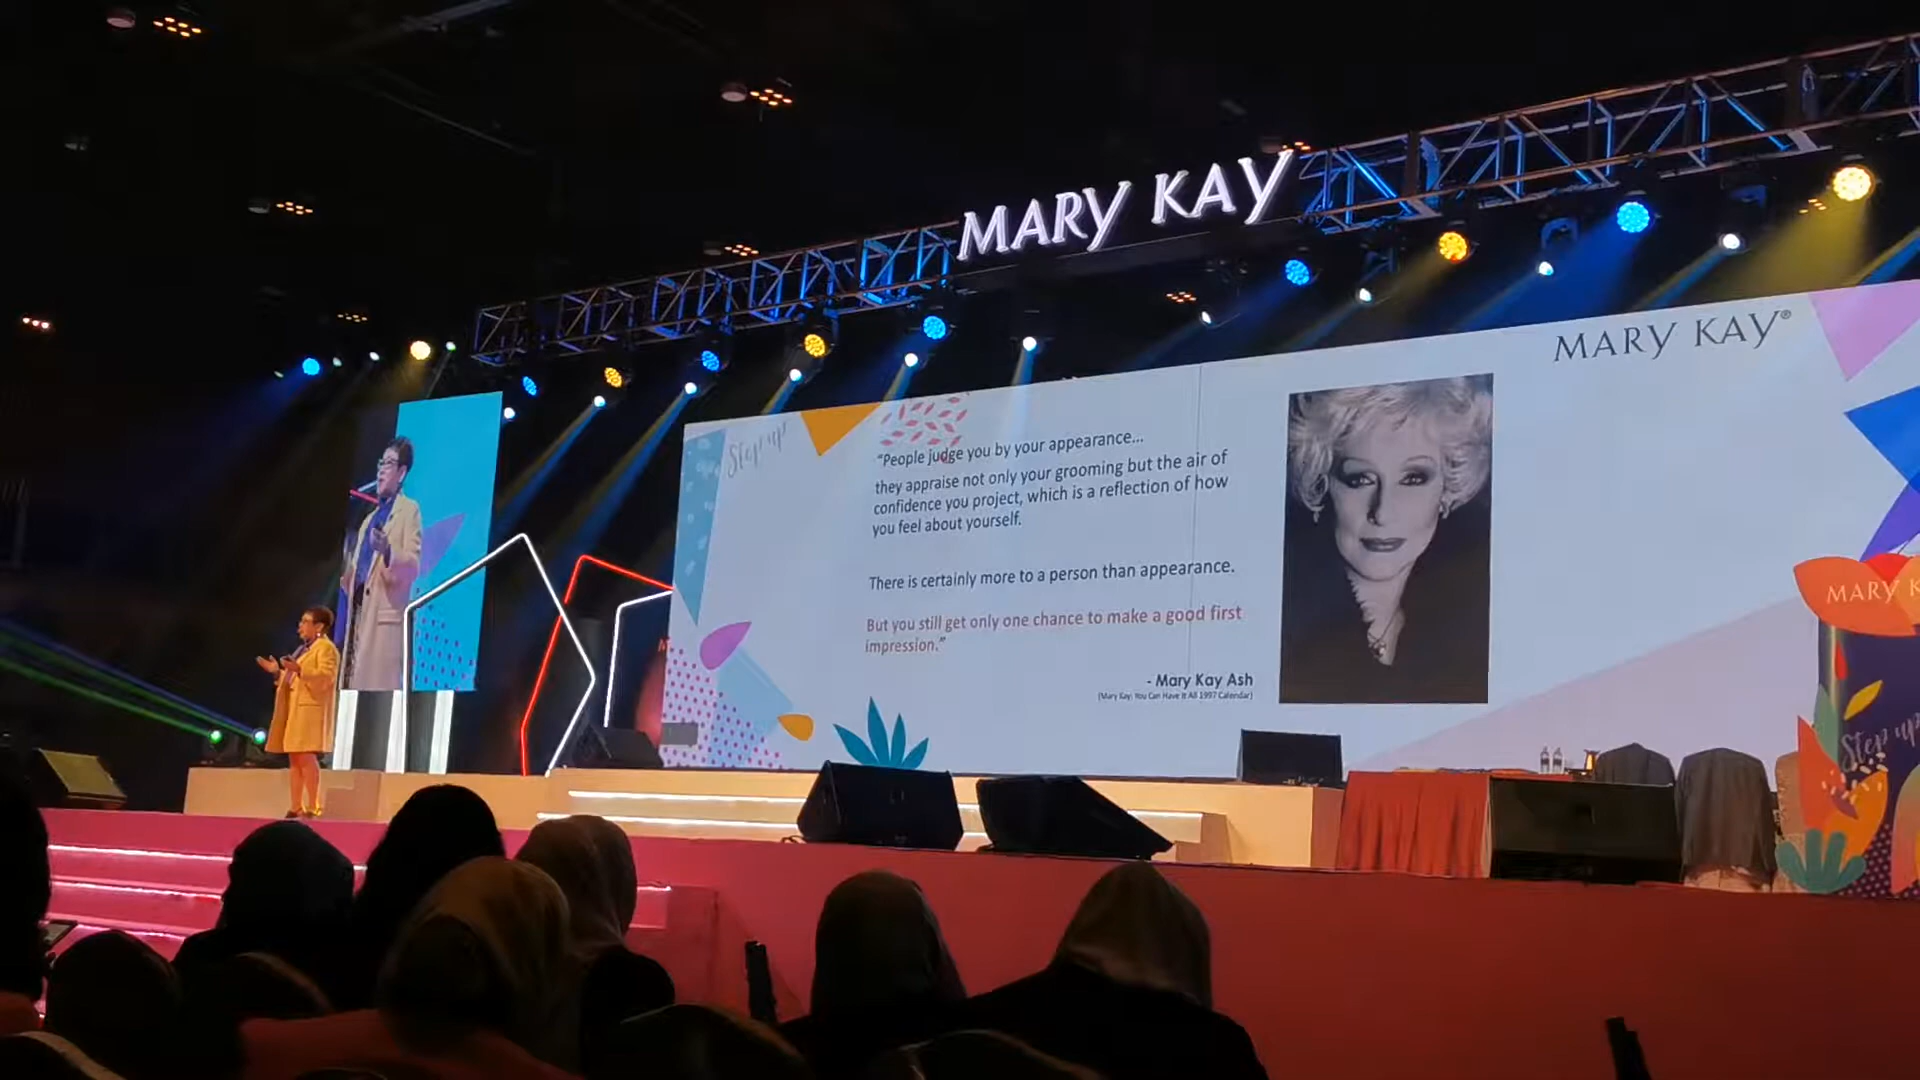 MARY KAY
MARY KAY®
Step up
“People judge you by your appearance...
they appraise not only your grooming but the air of
confidence you project, which is a reflection of how
you feel about yourself.
There is certainly more to a person than appearance.
But you still get only one chance to make a good first
impression.”
- Mary Kay Ash
(Mary Kay: You Can Have It All 1997 Calendar)
MARY K
Step up